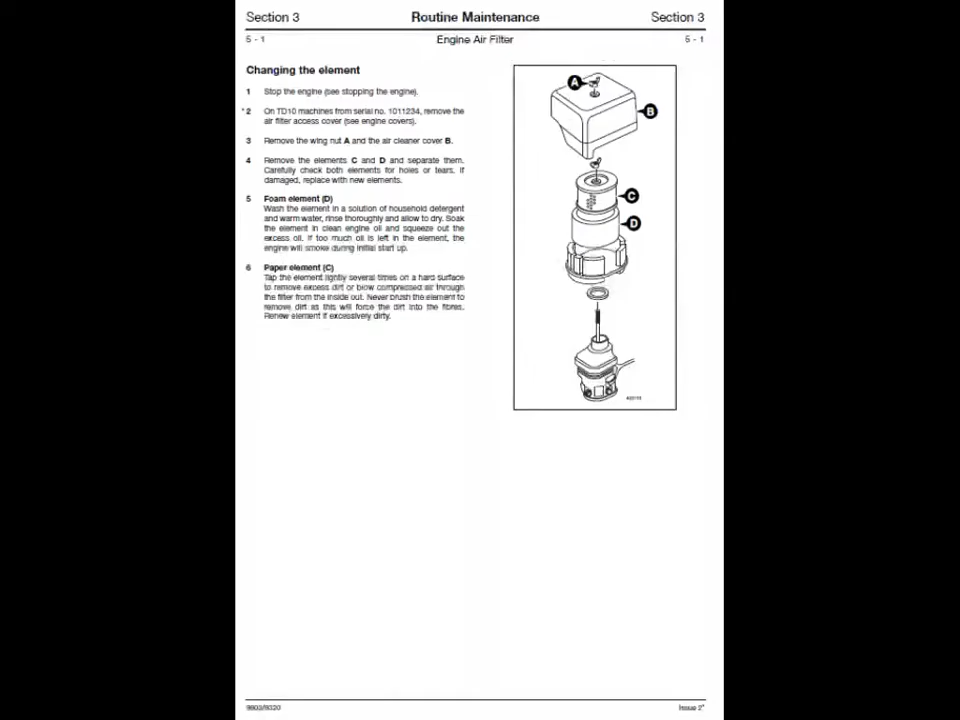 Section 3 Routine Maintenance Section 3
5 - 1 Engine Air Filter 5 - 1
Changing the element
1 Stop the engine (see stopping the engine).
* 2 On TD10 machines from serial no. 1011234, remove the
air filter access cover (see engine covers).
3 Remove the wing nut A and the air cleaner cover B.
4 Remove the elements C and D and separate them.
Carefully check both elements for holes or tears. If
damaged, replace with new elements.
5 Foam element (D)
Wash the element in a solution of household detergent
and warm water, rinse thoroughly and allow to dry. Soak
the element in clean engine oil and squeeze out the
excess oil. If too much oil is left in the element, the
engine will smoke during initial start up.
6 Paper element (C)
Tap the element lightly several times on a hard surface
to remove excess dirt or blow compressed air through
the filter from the inside out. Never brush the element to
remove dirt as this will force the dirt into the fibres.
Renew element if excessively dirty.
A
B
C
D
9803/9320 Issue 2*